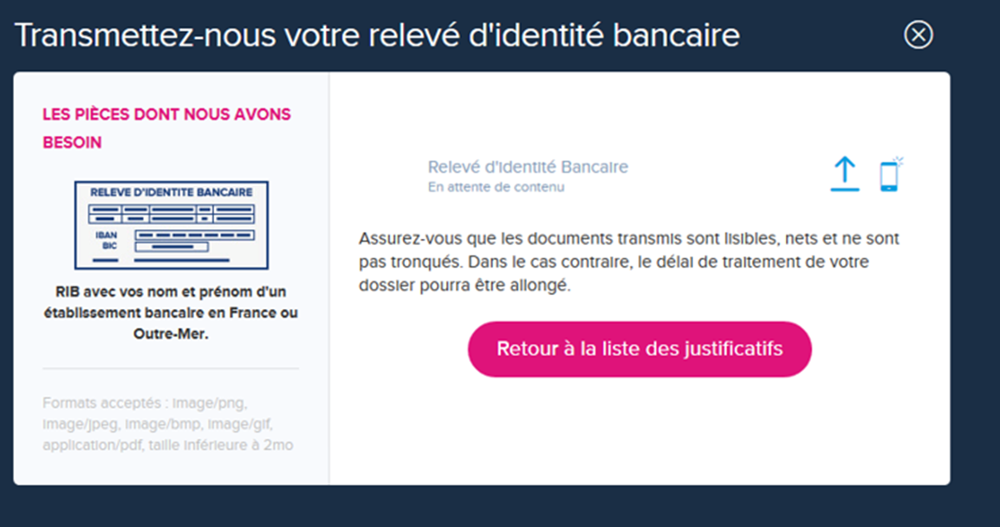 Transmettez-nous votre relevé d'identité bancaire
LES PIÈCES DONT NOUS AVONS
BESOIN
RELEVE D'IDENTITE BANCAIRE
IBAN
BIC
RIB avec vos nom et prénom d'un
établissement bancaire en France ou
Outre-Mer.
Formats acceptés : image/png,
image/jpeg, image/bmp, image/gif,
application/pdf, taille inférieure à 2mo
Relevé d'Identité Bancaire
En attente de contenu
Assurez-vous que les documents transmis sont lisibles, nets et ne sont
pas tronqués. Dans le cas contraire, le délai de traitement de votre
dossier pourra être allongé.
Retour à la liste des justificatifs